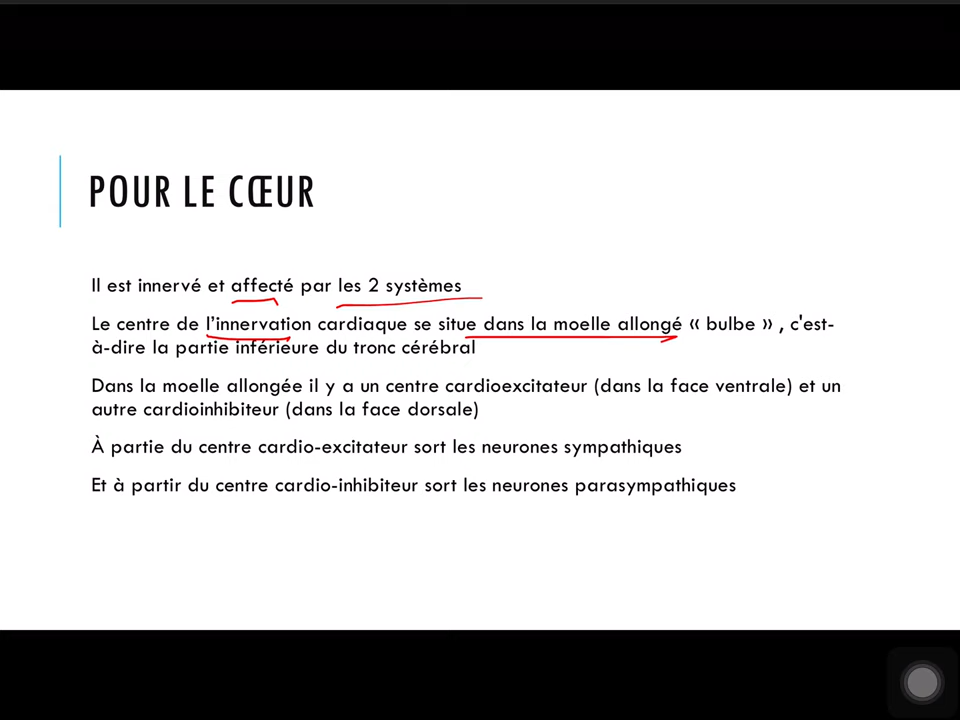 POUR LE CŒUR
Il est innervé et affecté par les 2 systèmes
Le centre de l'innervation cardiaque se situe dans la moelle allongé « bulbe » , c'est-
à-dire la partie inférieure du tronc cérébral
Dans la moelle allongée il y a un centre cardioexcitateur (dans la face ventrale) et un
autre cardioinhibiteur (dans la face dorsale)
À partie du centre cardio-excitateur sort les neurones sympathiques
Et à partir du centre cardio-inhibiteur sort les neurones parasympathiques